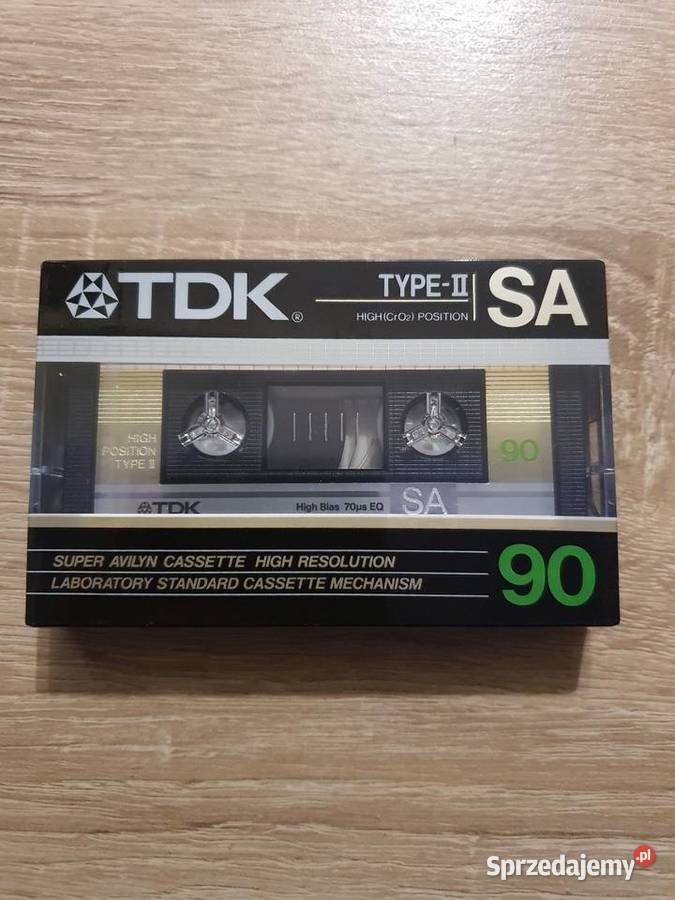 TDK®
TYPE-II
HIGH (CrO₂) POSITION
SA
HIGH
POSITION
TYPE II
90
TDK
High Bias 70µs EQ
SA
SUPER AVILYN CASSETTE HIGH RESOLUTION
LABORATORY STANDARD CASSETTE MECHANISM
90
Sprzedajemy.pl